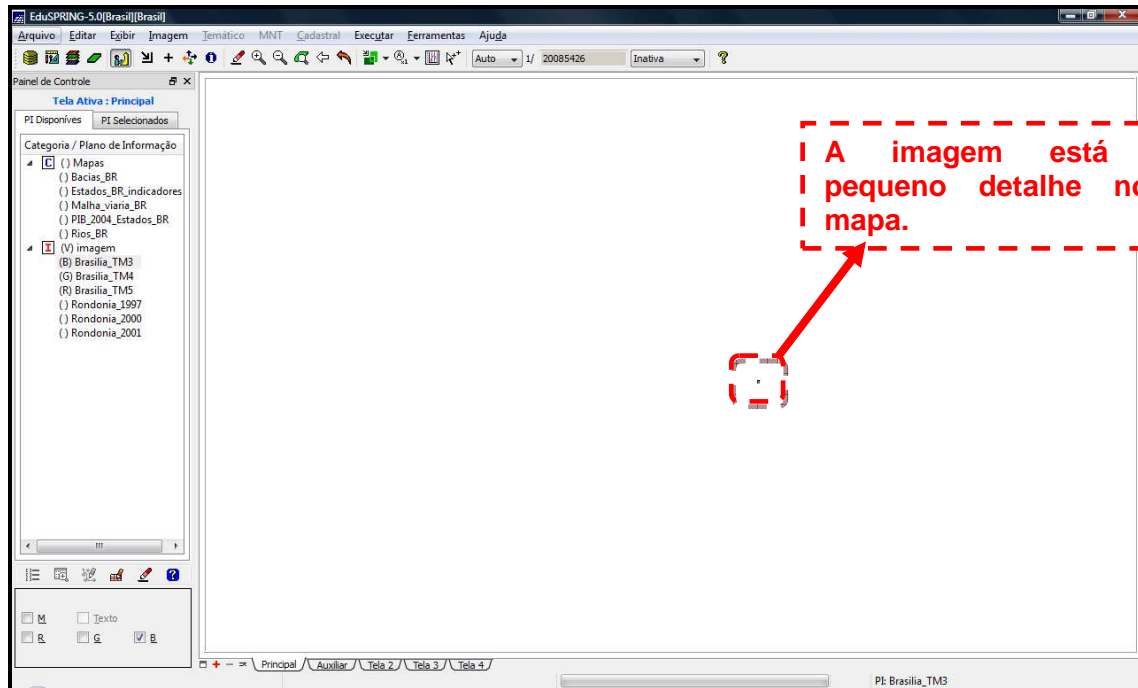 EduSPRING-5.0[Brasil][Brasil]
Arquivo Editar Exibir Imagem Temático MNT Cadastral Executar Ferramentas Ajuda
Auto 1/ 20085426 Inativa
Painel de Controle
Tela Ativa : Principal
PI Disponíves PI Selecionados
Categoria / Plano de Informação
C () Mapas
() Bacias_BR
() Estados_BR_indicadores
() Malha_viaria_BR
() PIB_2004_Estados_BR
() Rios_BR
I (V) imagem
(B) Brasilia_TM3
(G) Brasilia_TM4
(R) Brasilia_TM5
() Rondonia_1997
() Rondonia_2000
() Rondonia_2001
A imagem está
pequeno detalhe no
mapa.
M Texto
R G B
Principal Auxiliar Tela 2 Tela 3 Tela 4
PI: Brasilia_TM3